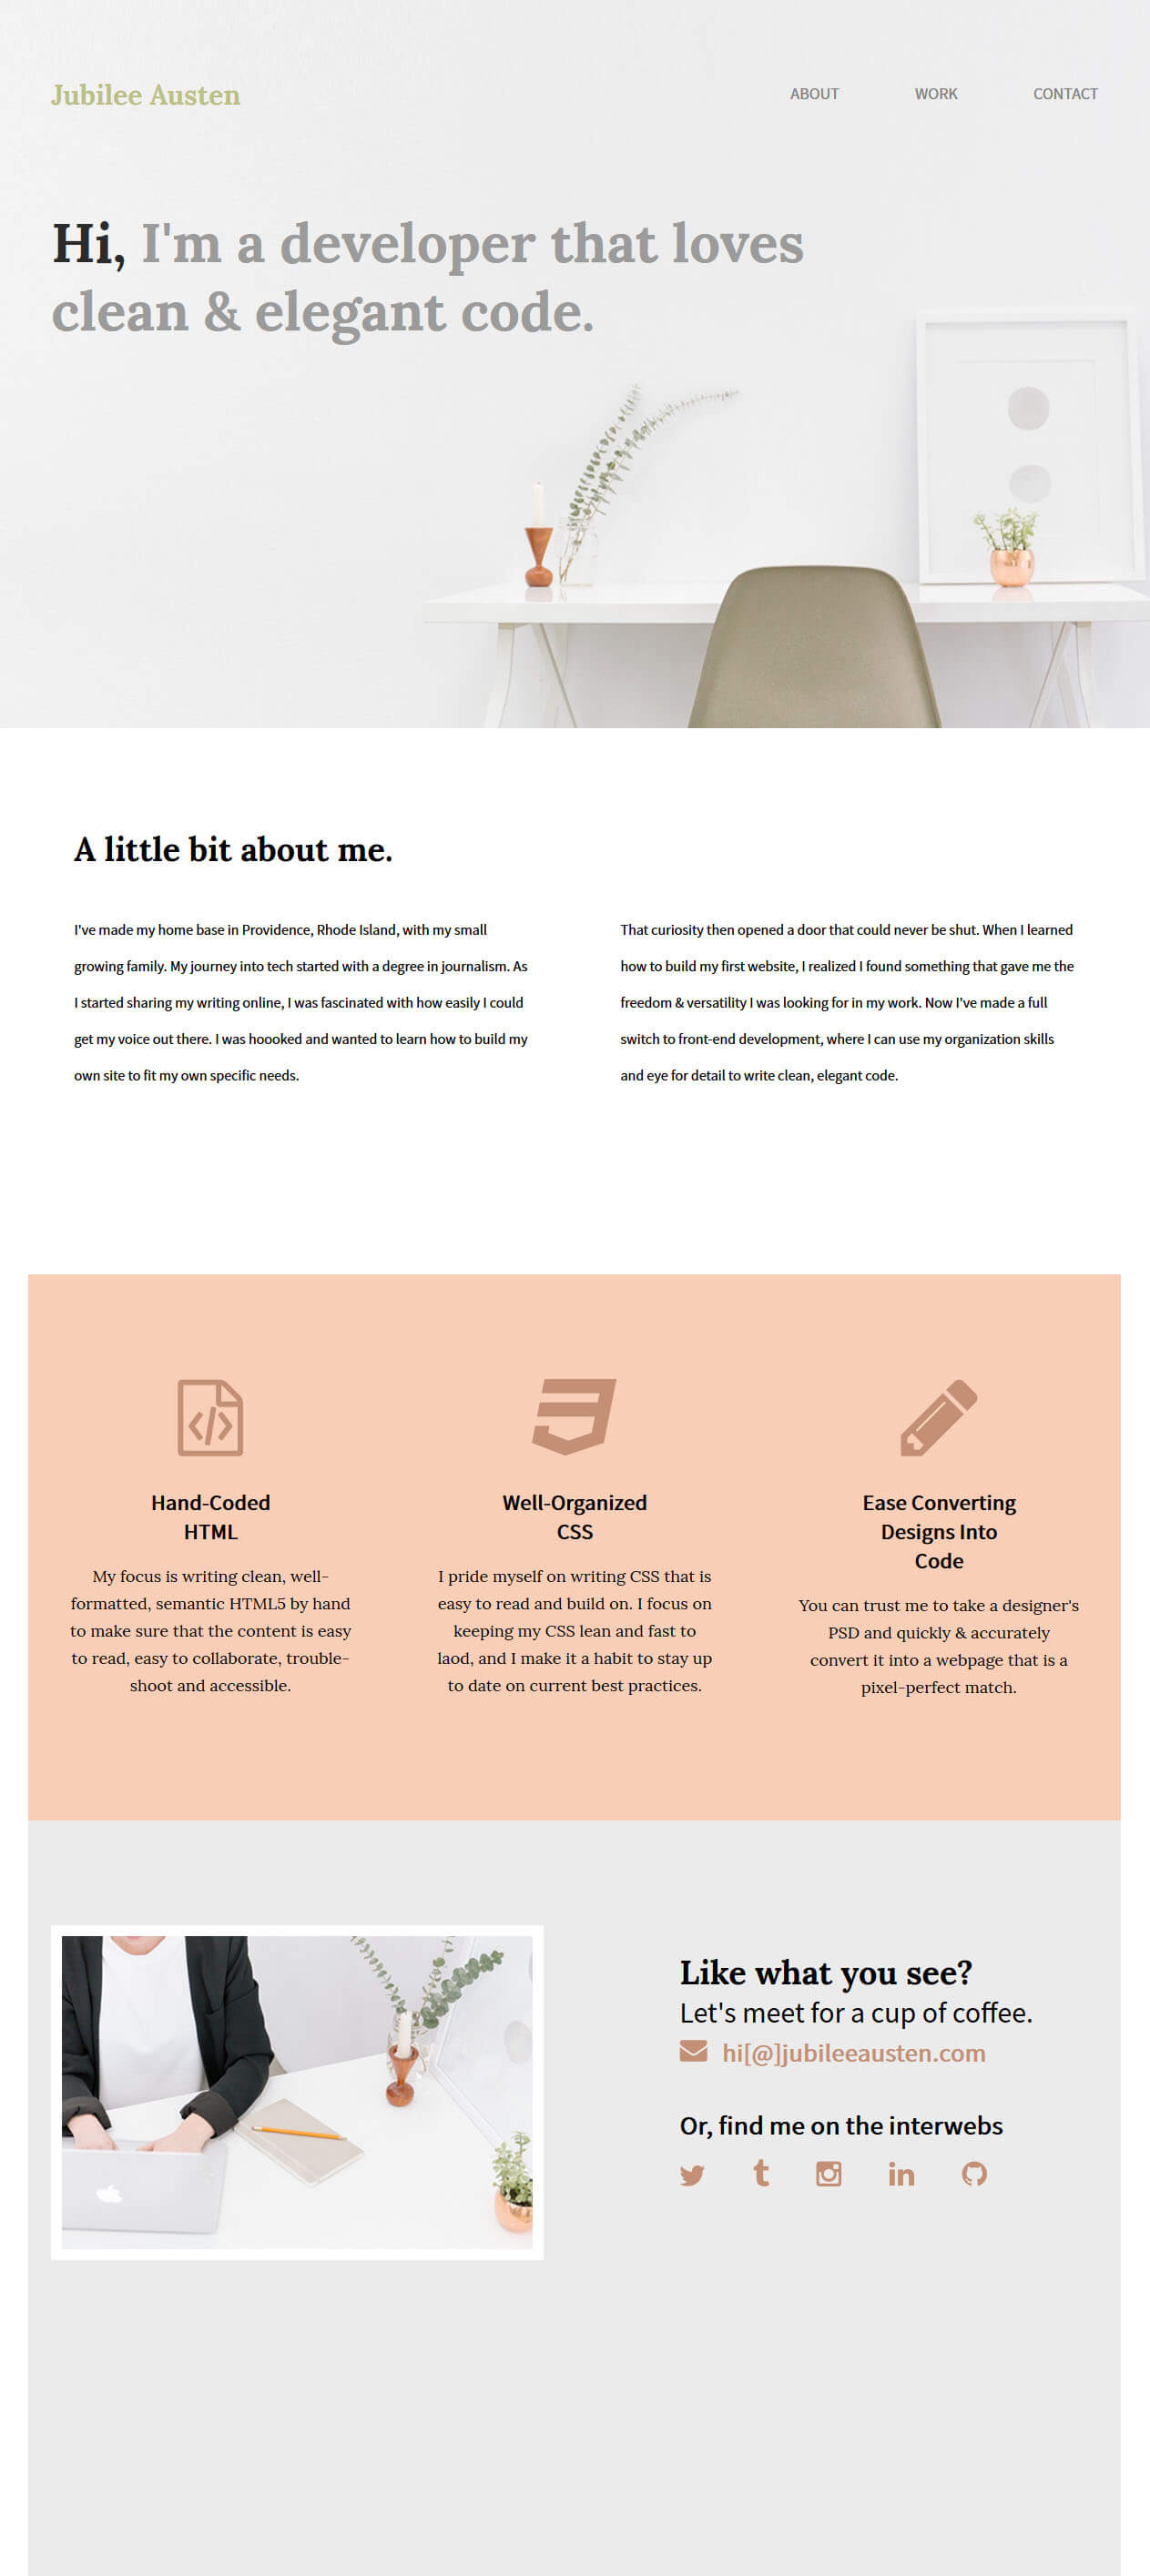 Jubilee Austen
ABOUT WORK CONTACT
Hi, I'm a developer that loves
clean & elegant code.
A little bit about me.
I've made my home base in Providence, Rhode Island, with my small
growing family. My journey into tech started with a degree in journalism. As
I started sharing my writing online, I was fascinated with how easily I could
get my voice out there. I was hoooked and wanted to learn how to build my
own site to fit my own specific needs.
That curiosity then opened a door that could never be shut. When I learned
how to build my first website, I realized I found something that gave me the
freedom & versatility I was looking for in my work. Now I've made a full
switch to front-end development, where I can use my organization skills
and eye for detail to write clean, elegant code.
Hand-Coded
HTML
My focus is writing clean, well-
formatted, semantic HTML5 by hand
to make sure that the content is easy
to read, easy to collaborate, trouble-
shoot and accessible.
Well-Organized
CSS
I pride myself on writing CSS that is
easy to read and build on. I focus on
keeping my CSS lean and fast to
laod, and I make it a habit to stay up
to date on current best practices.
Ease Converting
Designs Into
Code
You can trust me to take a designer's
PSD and quickly & accurately
convert it into a webpage that is a
pixel-perfect match.
Like what you see?
Let's meet for a cup of coffee.
hi[@]jubileeausten.com
Or, find me on the interwebs